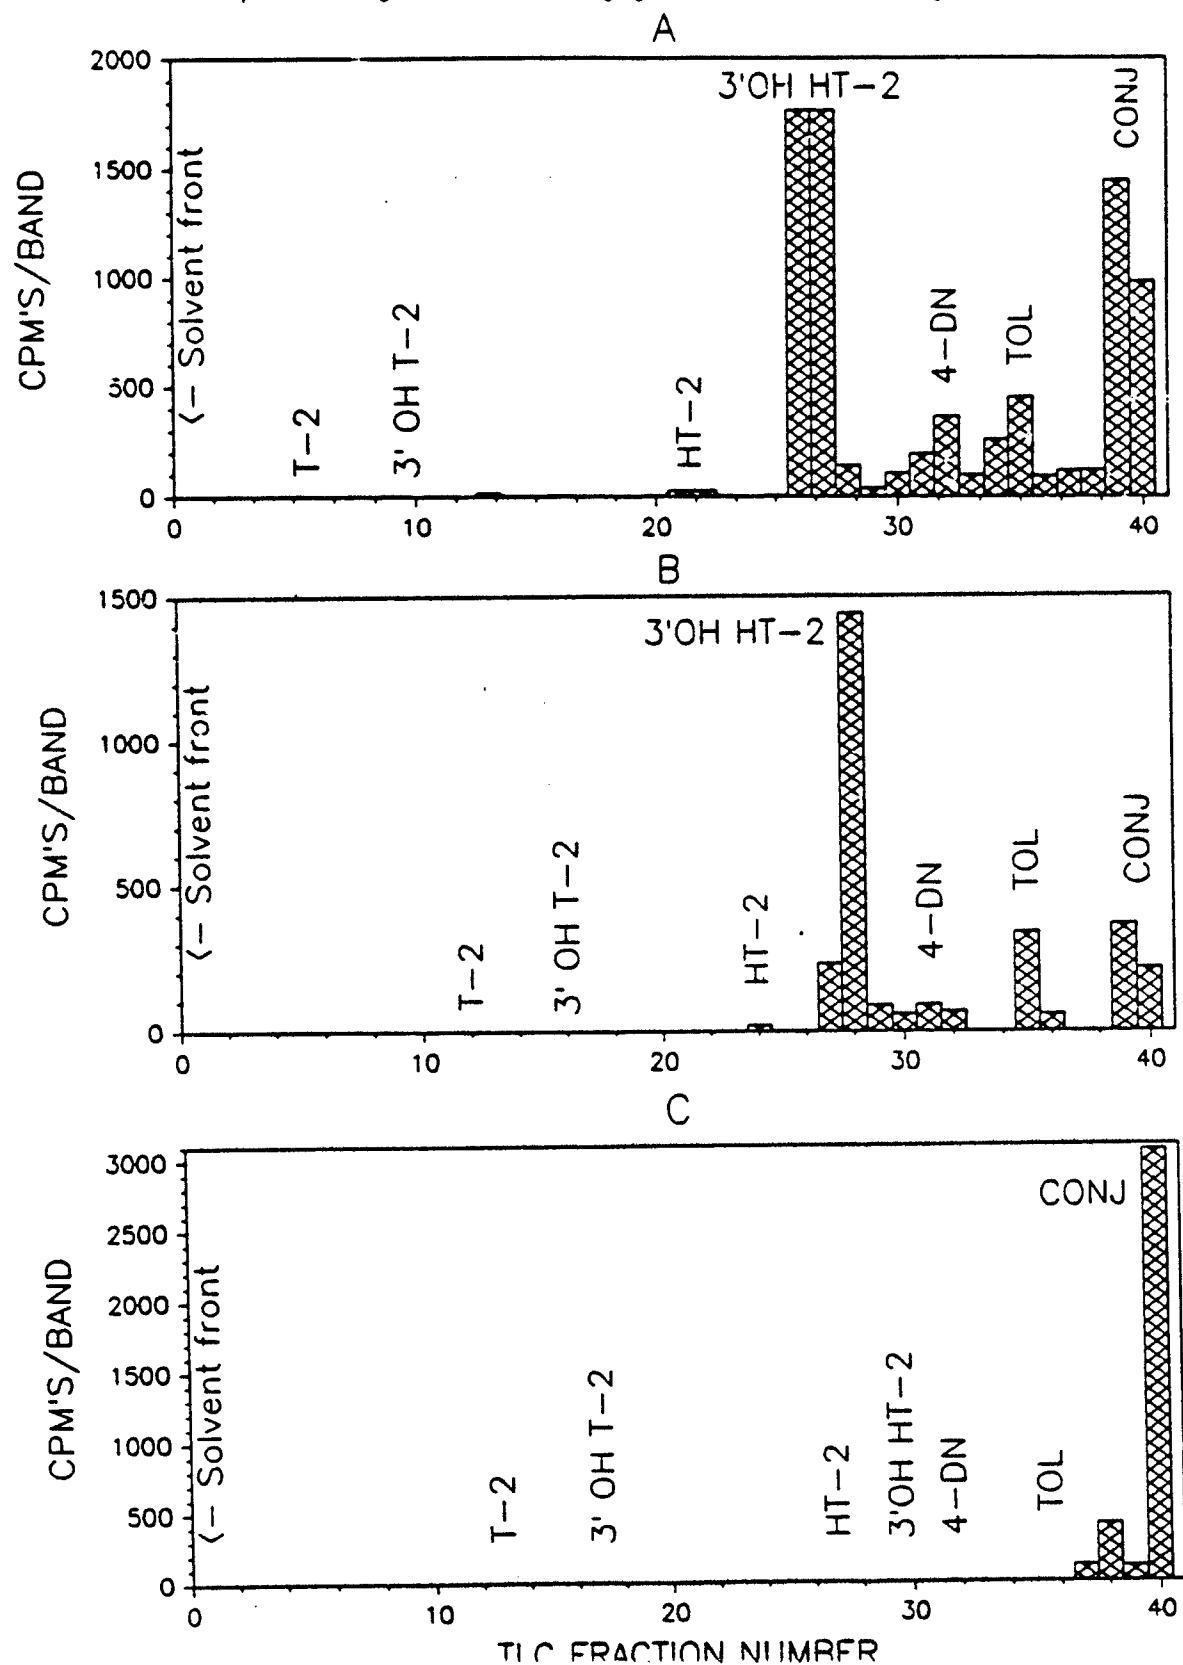 A
2000
1500
1000
500
0
CPM'S/BAND
<— Solvent front
T-2
3' OH T-2
HT-2
3'OH HT-2
4-DN
TOL
CONJ
0 10 20 30 40
B
1500
1000
500
0
CPM'S/BAND
<— Solvent front
T-2
3' OH T-2
HT-2
3'OH HT-2
4-DN
TOL
CONJ
0 10 20 30 40
C
3000
2500
2000
1500
1000
500
0
CPM'S/BAND
<— Solvent front
T-2
3' OH T-2
HT-2
3'OH HT-2
4-DN
TOL
CONJ
0 10 20 30 40
TLC FRACTION NUMBER